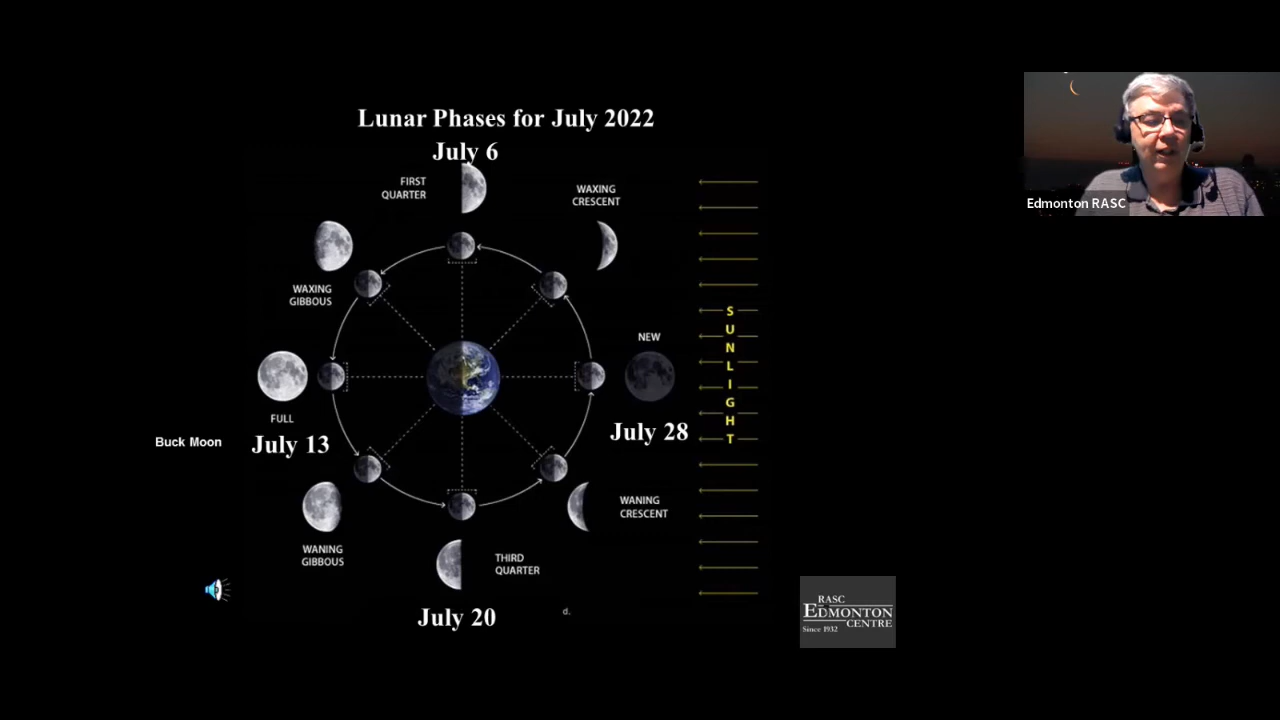 Lunar Phases for July 2022
July 6
FIRST
QUARTER
WAXING
CRESCENT
WAXING
GIBBOUS
NEW
FULL
Buck Moon
July 13
July 28
WANING
CRESCENT
WANING
GIBBOUS
THIRD
QUARTER
July 20
d.
SUNLIGHT
RASC
EDMONTON
CENTRE
Since 1932
Edmonton RASC